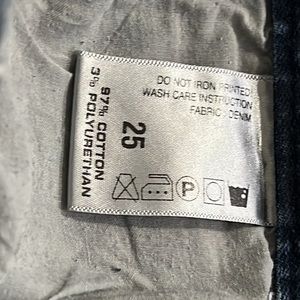 DO NOT IRON PRINTED
WASH CARE INSTRUCTION
FABRIC / DENIM
25
97% COTTON
3% POLYURETHAN
P